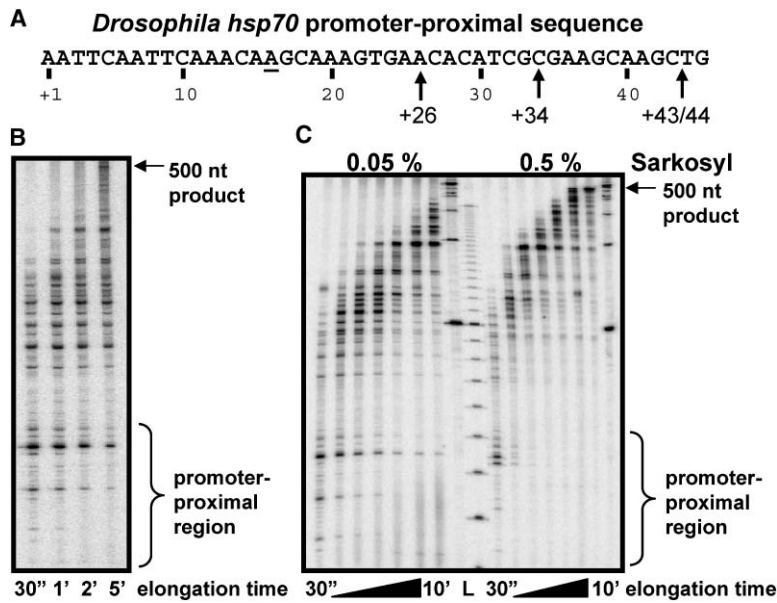 A
Drosophila hsp70 promoter-proximal sequence
AATTCAATTCAAACAAGCAAAGTGAACACATCGCGAAGCAAGCTG
+1 10 20 30 40
+26 +34 +43/44
B
500 nt
product
promoter-
proximal
region
30” 1’ 2’ 5’ elongation time
C
0.05 % 0.5 % Sarkosyl
500 nt
product
promoter-
proximal
region
30” 10’ L 30” 10’ elongation time